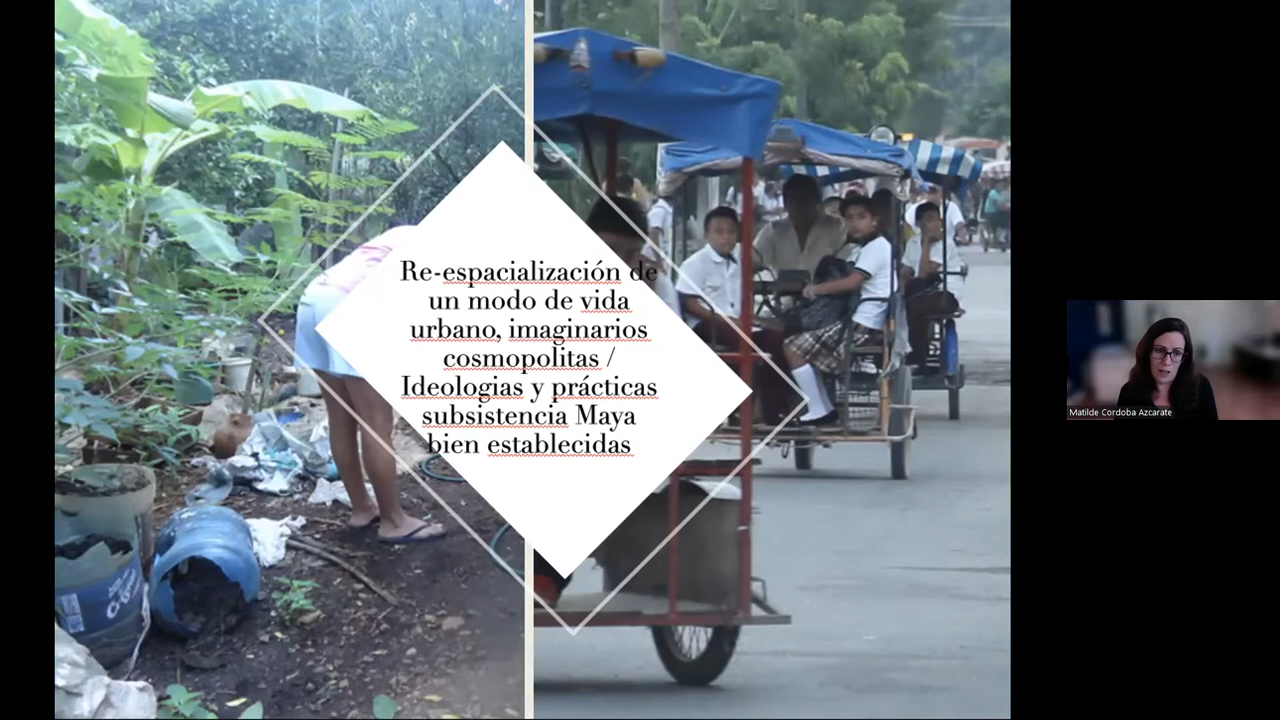 Re-espacialización de
un modo de vida
urbano, imaginarios
cosmopolitas /
Ideologias y prácticas
subsistencia Maya
bien establecidas
Matilde Cordoba Azcarate